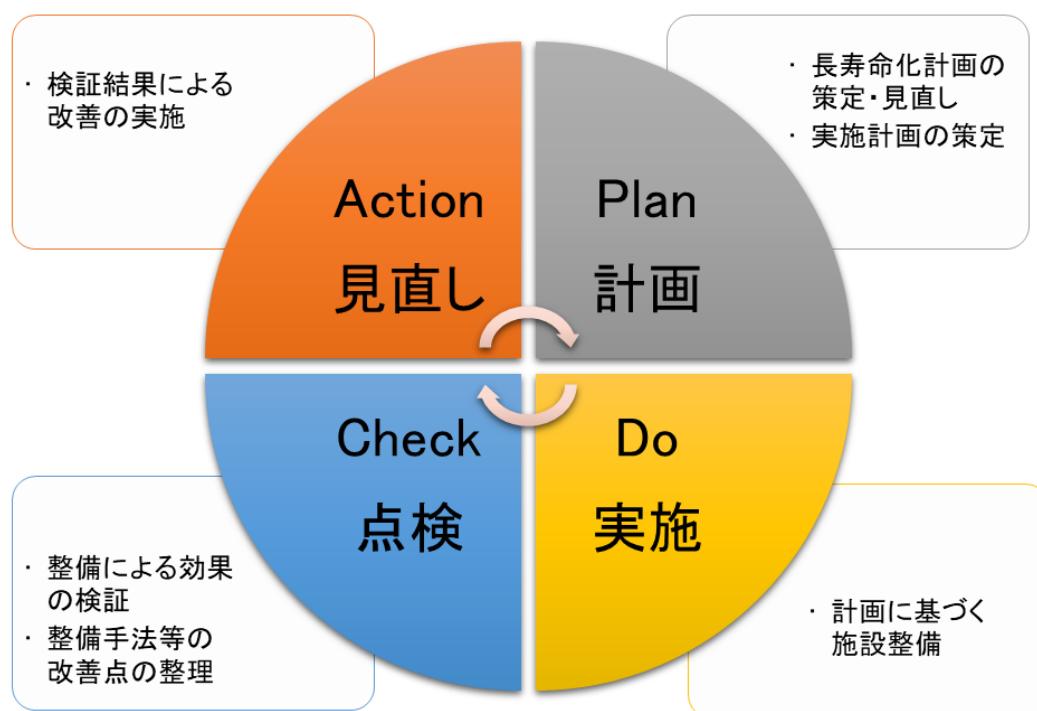 ・ 検証結果による
改善の実施
・ 長寿命化計画の
策定・見直し
・ 実施計画の策定
Action
見直し
Plan
計画
Check
点検
Do
実施
・ 整備による効果
の検証
・ 整備手法等の
改善点の整理
・ 計画に基づく
施設整備